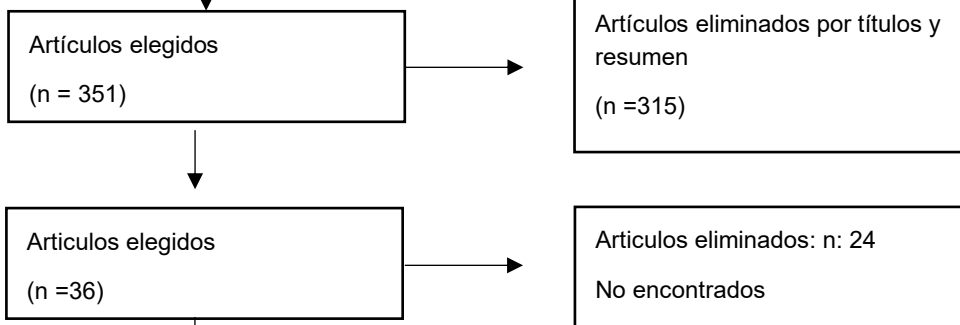 Artículos elegidos
(n = 351)
Artículos eliminados por títulos y
resumen
(n =315)
Articulos elegidos
(n =36)
Articulos eliminados: n: 24
No encontrados